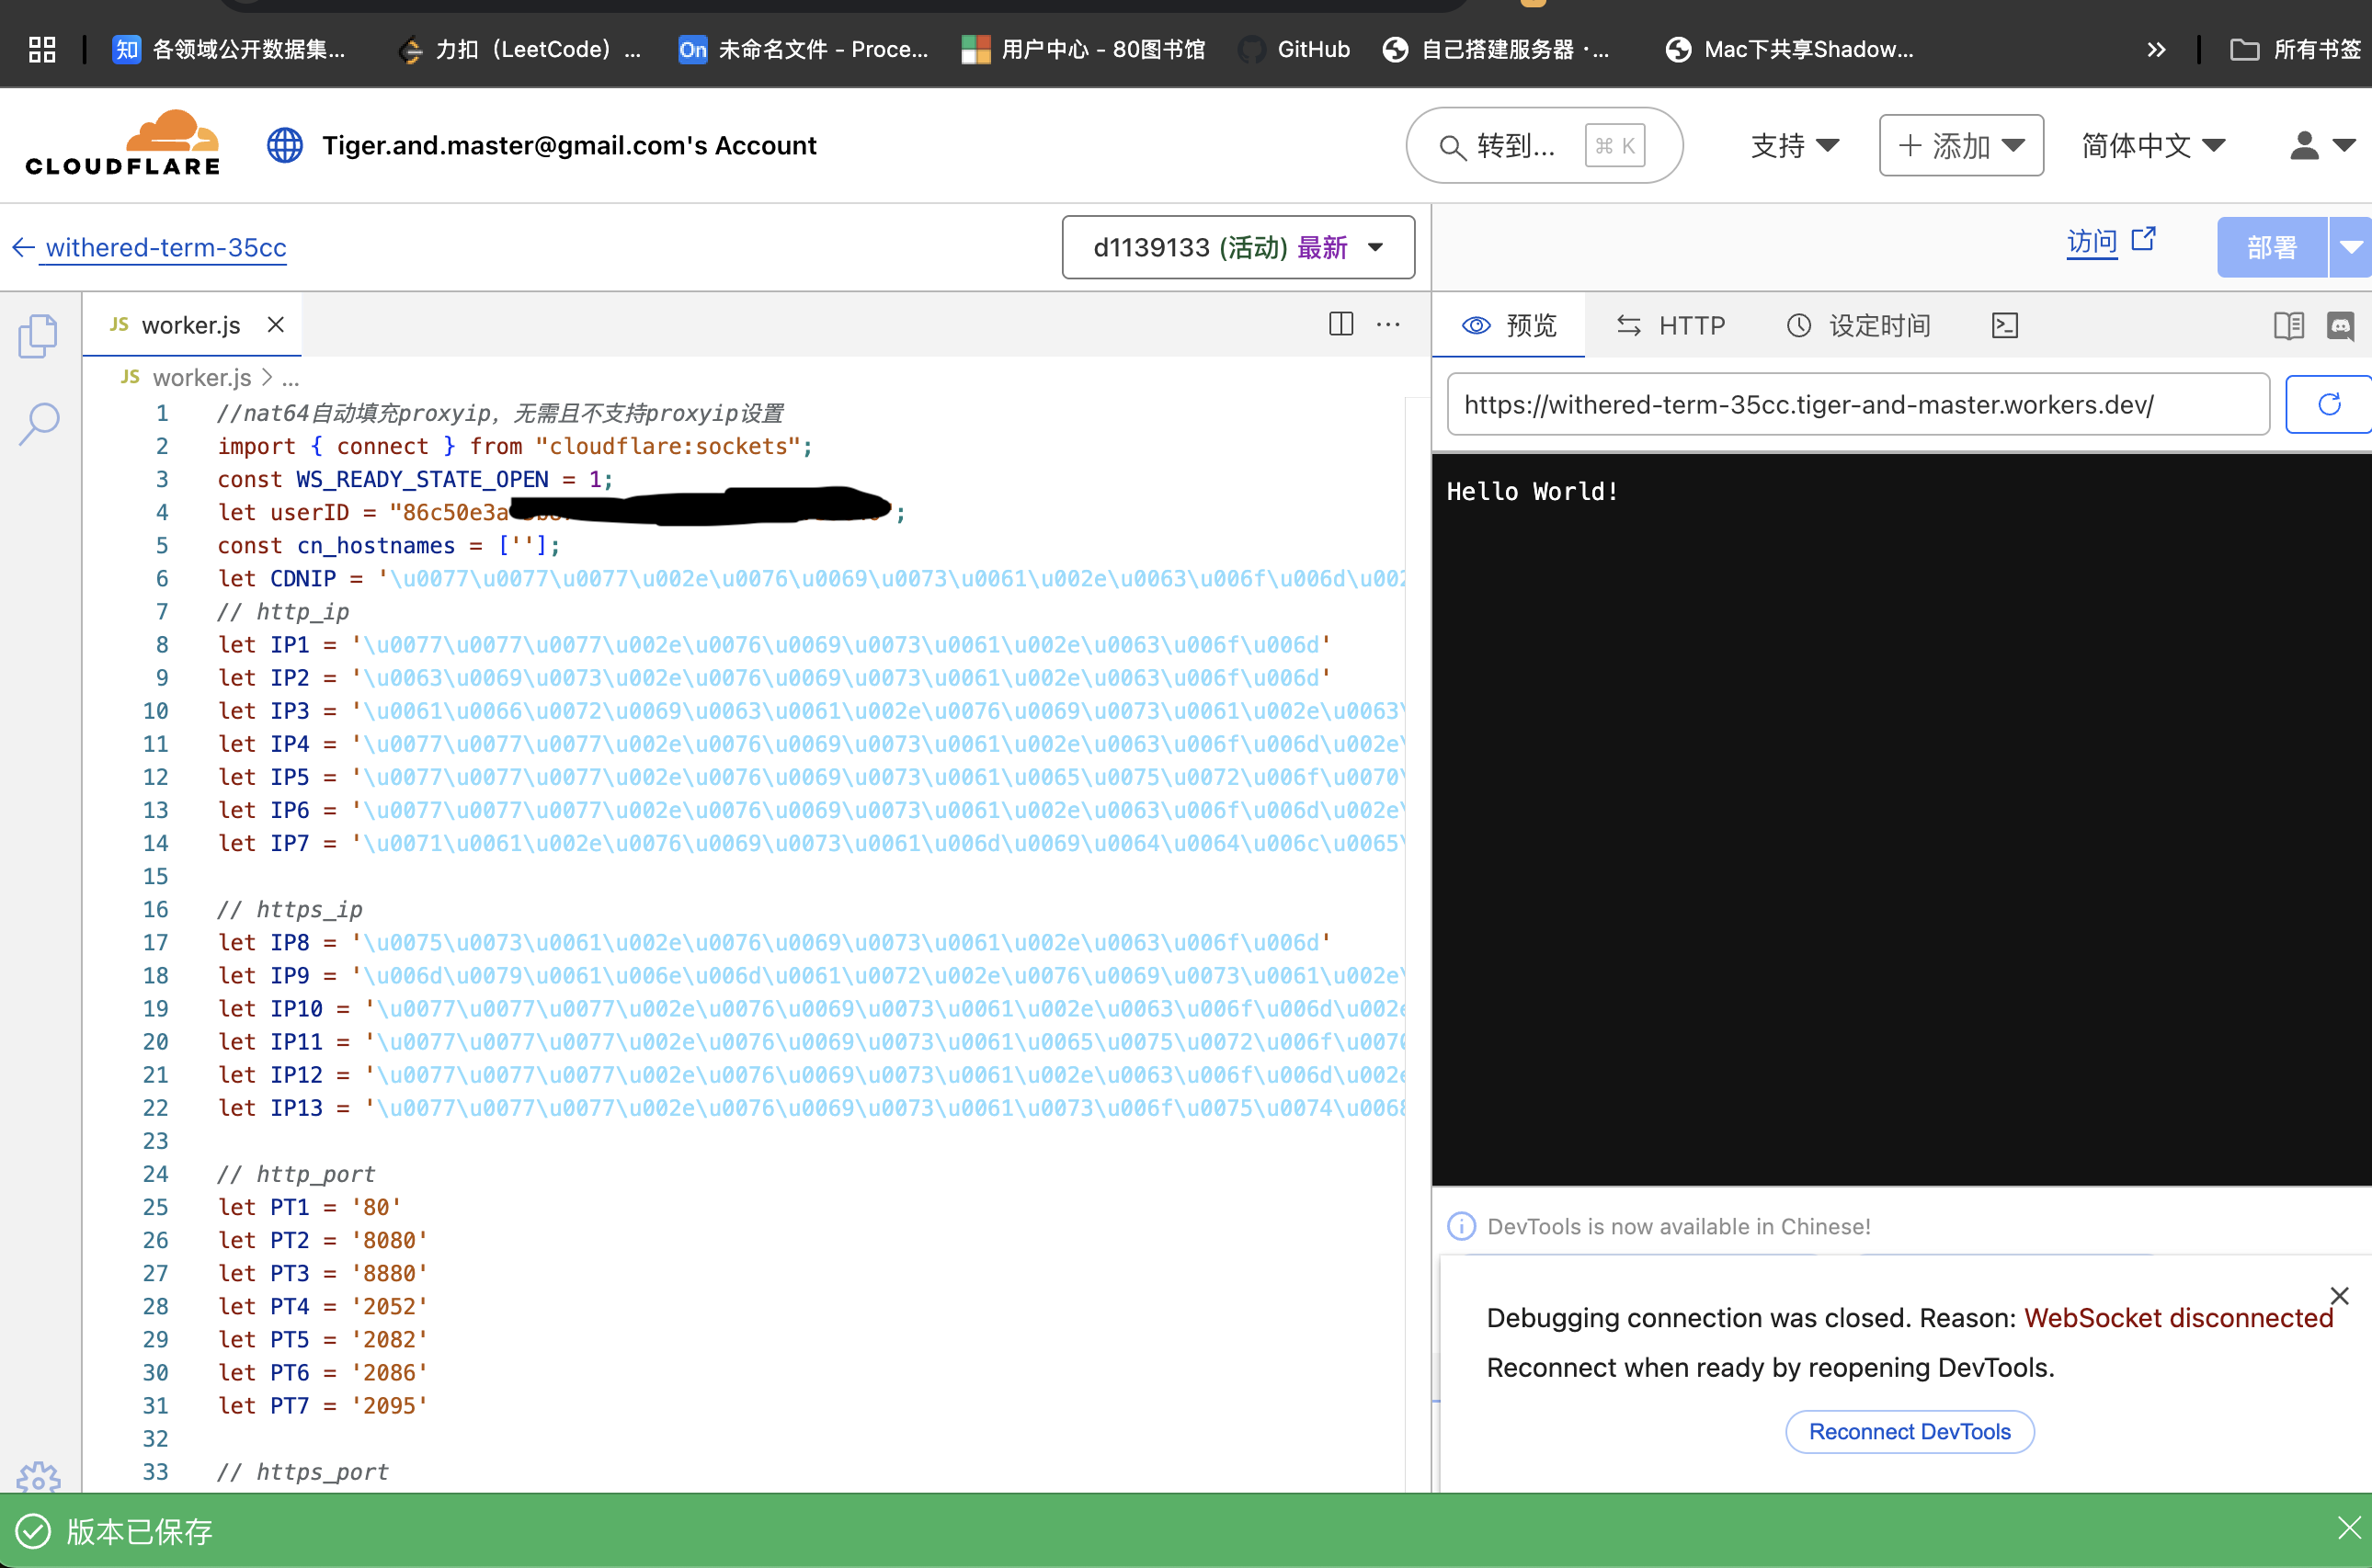 各领域公开数据集...
力扣（LeetCode）...
未命名文件 - Proce...
用户中心 - 80图书馆
GitHub
自己搭建服务器 · ...
Mac下共享Shadow...
所有书签
CLOUDFLARE
Tiger.and.master@gmail.com's Account
转到... ⌘ K
支持
+ 添加
简体中文
← withered-term-35cc
d1139133 (活动) 最新
访问
部署
JS worker.js
JS worker.js > ...
1 //nat64自动填充proxyip，无需且不支持proxyip设置
2 import { connect } from "cloudflare:sockets";
3 const WS_READY_STATE_OPEN = 1;
4 let userID = "86c50e3a ;
5 const cn_hostnames = [''];
6 let CDNIP = '\u0077\u0077\u0077\u002e\u0076\u0069\u0073\u0061\u002e\u0063\u006f\u006d\u002
7 // http_ip
8 let IP1 = '\u0077\u0077\u0077\u002e\u0076\u0069\u0073\u0061\u002e\u0063\u006f\u006d'
9 let IP2 = '\u0063\u0069\u0073\u002e\u0076\u0069\u0073\u0061\u002e\u0063\u006f\u006d'
10 let IP3 = '\u0061\u0066\u0072\u0069\u0063\u0061\u002e\u0076\u0069\u0073\u0061\u002e\u0063\
11 let IP4 = '\u0077\u0077\u0077\u002e\u0076\u0069\u0073\u0061\u002e\u0063\u006f\u006d\u002e\
12 let IP5 = '\u0077\u0077\u0077\u002e\u0076\u0069\u0073\u0061\u0065\u0075\u0072\u006f\u0070\
13 let IP6 = '\u0077\u0077\u0077\u002e\u0076\u0069\u0073\u0061\u002e\u0063\u006f\u006d\u002e\
14 let IP7 = '\u0071\u0061\u002e\u0076\u0069\u0073\u0061\u006d\u0069\u0064\u0064\u006c\u0065\
15
16 // https_ip
17 let IP8 = '\u0075\u0073\u0061\u002e\u0076\u0069\u0073\u0061\u002e\u0063\u006f\u006d'
18 let IP9 = '\u006d\u0079\u0061\u006e\u006d\u0061\u0072\u002e\u0076\u0069\u0073\u0061\u002e\
19 let IP10 = '\u0077\u0077\u0077\u002e\u0076\u0069\u0073\u0061\u002e\u0063\u006f\u006d\u002e
20 let IP11 = '\u0077\u0077\u0077\u002e\u0076\u0069\u0073\u0061\u0065\u0075\u0072\u006f\u0070
21 let IP12 = '\u0077\u0077\u0077\u002e\u0076\u0069\u0073\u0061\u002e\u0063\u006f\u006d\u002e
22 let IP13 = '\u0077\u0077\u0077\u002e\u0076\u0069\u0073\u0061\u0073\u006f\u0075\u0074\u0068
23
24 // http_port
25 let PT1 = '80'
26 let PT2 = '8080'
27 let PT3 = '8880'
28 let PT4 = '2052'
29 let PT5 = '2082'
30 let PT6 = '2086'
31 let PT7 = '2095'
32
33 // https_port
预览
HTTP
设定时间
https://withered-term-35cc.tiger-and-master.workers.dev/
Hello World!
DevTools is now available in Chinese!
Debugging connection was closed. Reason: WebSocket disconnected
Reconnect when ready by reopening DevTools.
Reconnect DevTools
版本已保存